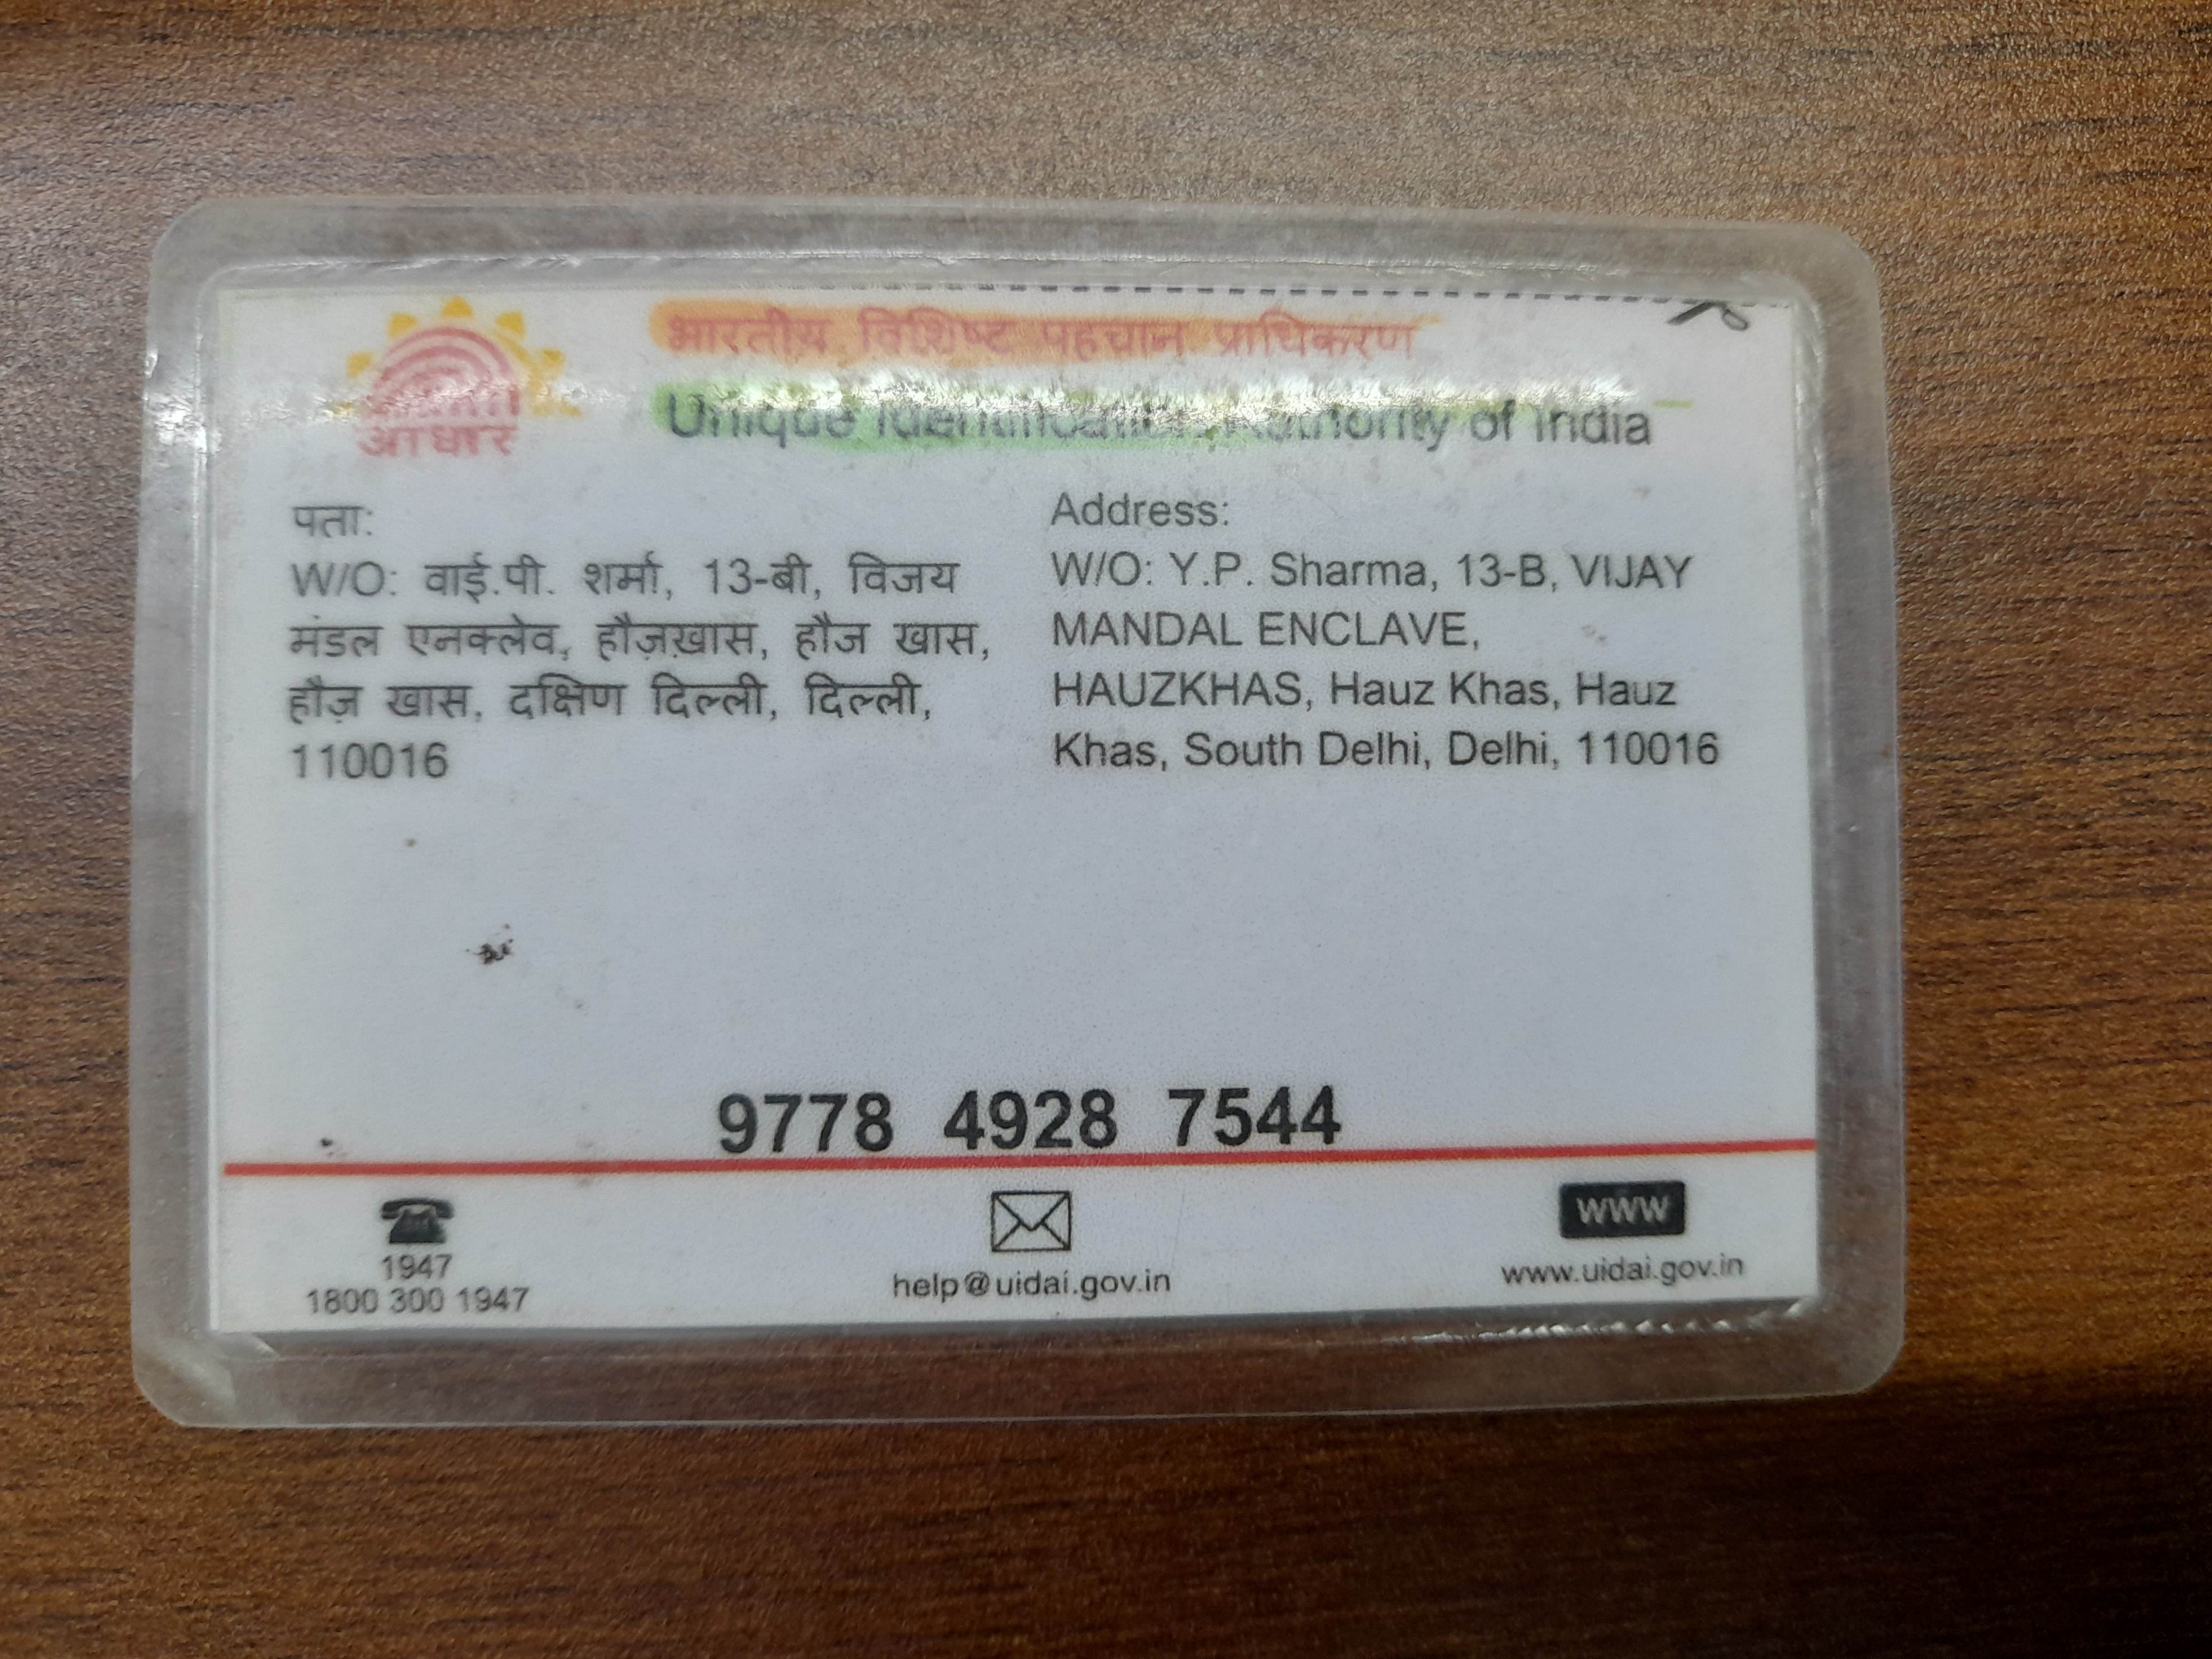 भारतीय विशिष्ट पहचान प्राधिकरण
Unique Identification Authority of India
आधार
पता:
W/O: वाई.पी. शर्मा, 13-बी, विजय
मंडल एनक्लेव, हौज़ख़ास, हौज खास,
हौज़ खास, दक्षिण दिल्ली, दिल्ली,
110016
Address:
W/O: Y.P. Sharma, 13-B, VIJAY
MANDAL ENCLAVE,
HAUZKHAS, Hauz Khas, Hauz
Khas, South Delhi, Delhi, 110016
9778 4928 7544
1947
1800 300 1947
help@uidai.gov.in
www
www.uidai.gov.in